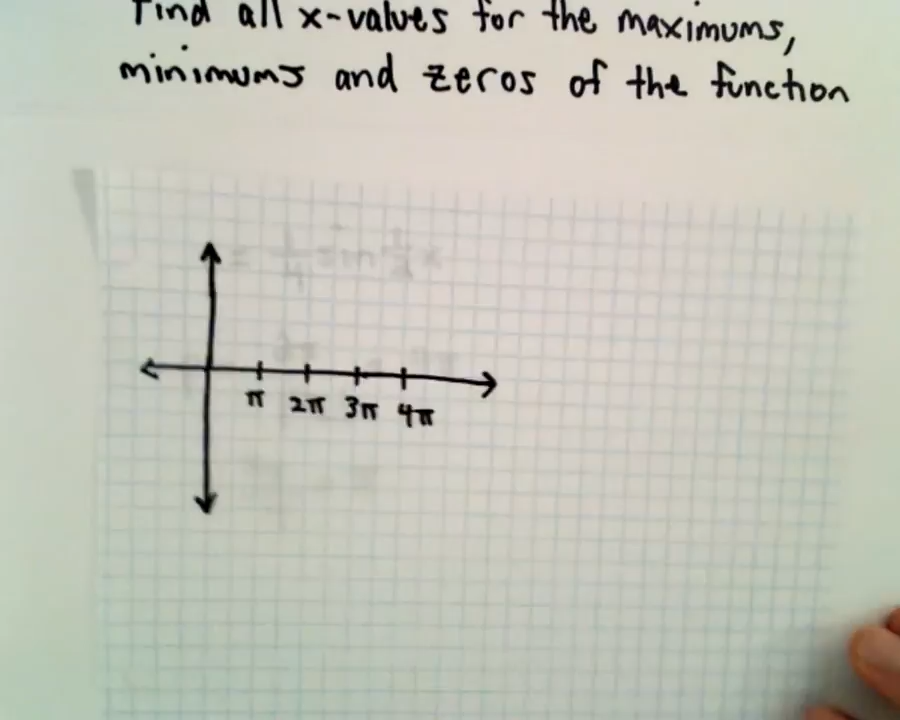 Find all x-values for the maximums,
minimums and zeros of the function
π 2π 3π 4π